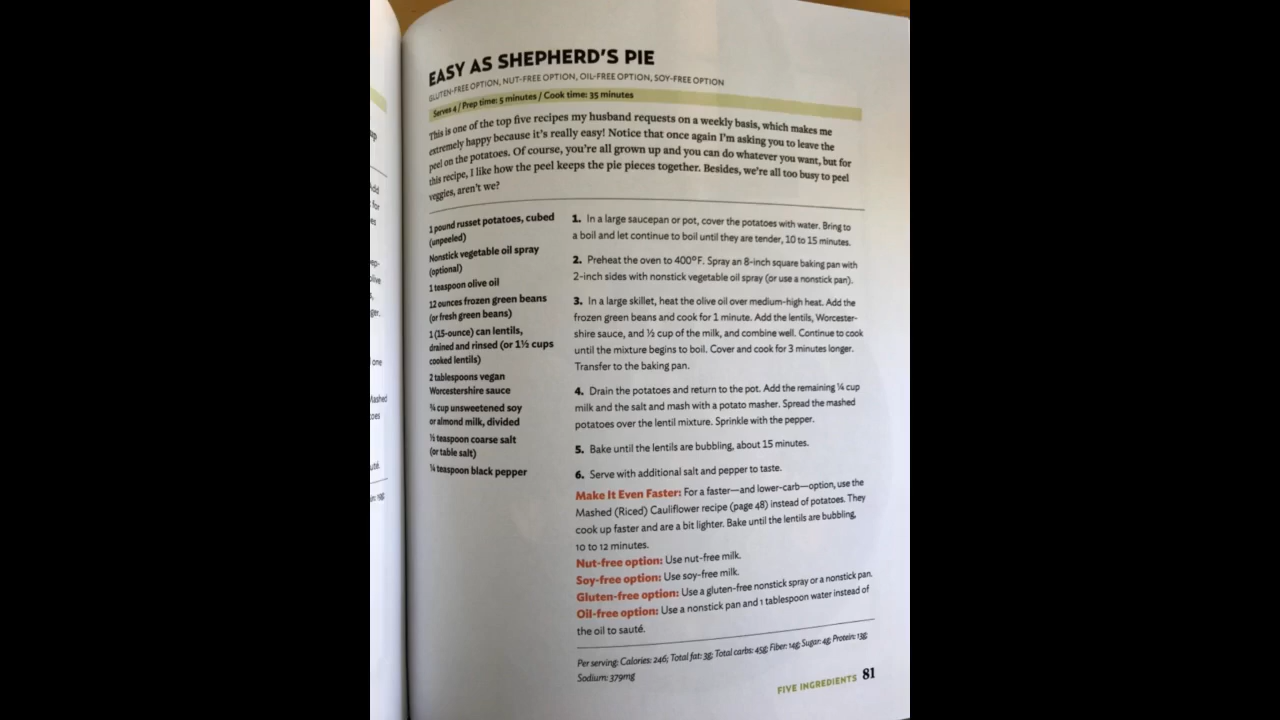 EASY AS SHEPHERD'S PIE
GLUTEN-FREE OPTION, NUT-FREE OPTION, OIL-FREE OPTION, SOY-FREE OPTION
Serves 4 / Prep time: 5 minutes / Cook time: 35 minutes
This is one of the top five recipes my husband requests on a weekly basis, which makes me
extremely happy because it's really easy! Notice that once again I'm asking you to leave the
peel on the potatoes. Of course, you're all grown up and you can do whatever you want, but for
this recipe, I like how the peel keeps the pie pieces together. Besides, we're all too busy to peel
veggies, aren't we?
1 pound russet potatoes, cubed
(unpeeled)
Nonstick vegetable oil spray
(optional)
1 teaspoon olive oil
12 ounces frozen green beans
(or fresh green beans)
1 (15-ounce) can lentils,
drained and rinsed (or 1½ cups
cooked lentils)
2 tablespoons vegan
Worcestershire sauce
¾ cup unsweetened soy
or almond milk, divided
½ teaspoon coarse salt
(or table salt)
¼ teaspoon black pepper
1. In a large saucepan or pot, cover the potatoes with water. Bring to
a boil and let continue to boil until they are tender, 10 to 15 minutes.
2. Preheat the oven to 400°F. Spray an 8-inch square baking pan with
2-inch sides with nonstick vegetable oil spray (or use a nonstick pan).
3. In a large skillet, heat the olive oil over medium-high heat. Add the
frozen green beans and cook for 1 minute. Add the lentils, Worcester-
shire sauce, and ½ cup of the milk, and combine well. Continue to cook
until the mixture begins to boil. Cover and cook for 3 minutes longer.
Transfer to the baking pan.
4. Drain the potatoes and return to the pot. Add the remaining ¼ cup
milk and the salt and mash with a potato masher. Spread the mashed
potatoes over the lentil mixture. Sprinkle with the pepper.
5. Bake until the lentils are bubbling, about 15 minutes.
6. Serve with additional salt and pepper to taste.
Make It Even Faster: For a faster—and lower-carb—option, use the
Mashed (Riced) Cauliflower recipe (page 48) instead of potatoes. They
cook up faster and are a bit lighter. Bake until the lentils are bubbling,
10 to 12 minutes.
Nut-free option: Use nut-free milk.
Soy-free option: Use soy-free milk.
Gluten-free option: Use a gluten-free nonstick spray or a nonstick pan.
Oil-free option: Use a nonstick pan and 1 tablespoon water instead of
the oil to sauté.
Per serving: Calories: 246; Total fat: 3g; Total carbs: 45g; Fiber: 14g; Sugar: 4g; Protein: 13g;
Sodium: 379mg
FIVE INGREDIENTS 81